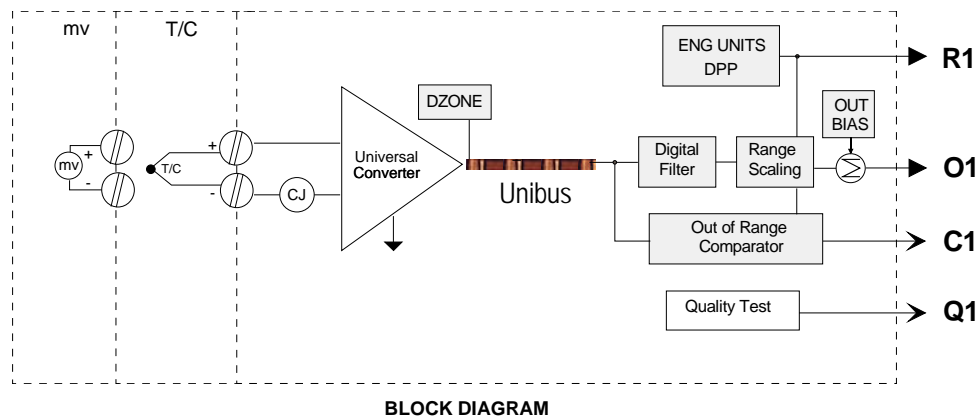 mv
T/C
ENG UNITS
DPP
R1
DZONE
OUT
BIAS
+
mv
-
+
T/C
-
CJ
Universal
Converter
Unibus
Digital
Filter
Range
Scaling
Σ
O1
Out of Range
Comparator
C1
Quality Test
Q1
BLOCK DIAGRAM